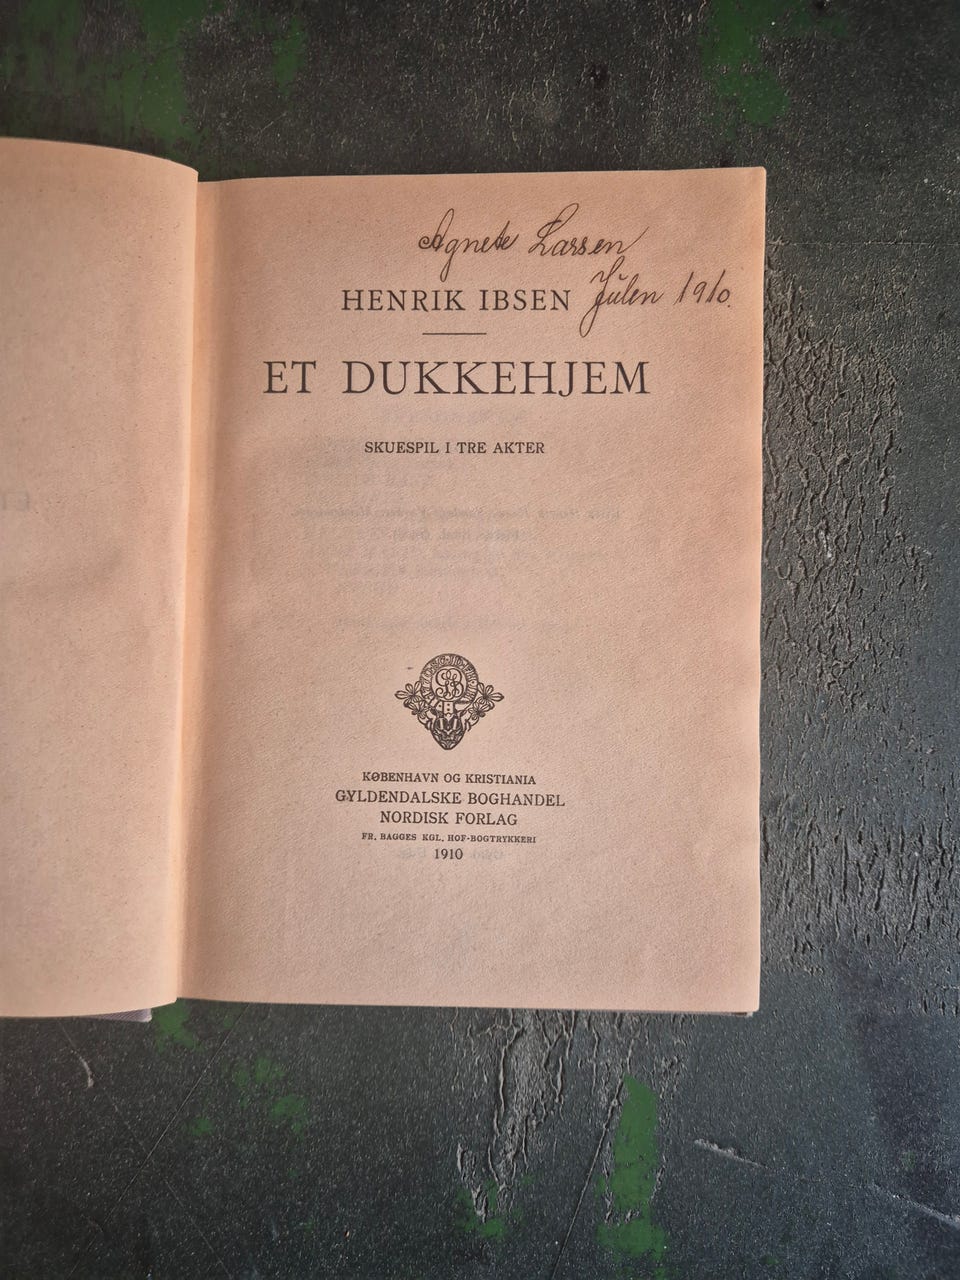 Agnete Larsen
Julen 1910.
HENRIK IBSEN
ET DUKKEHJEM
SKUESPIL I TRE AKTER
KØBENHAVN OG KRISTIANIA
GYLDENDALSKE BOGHANDEL
NORDISK FORLAG
FR. BAGGES KGL. HOF-BOGTRYKKERI
1910